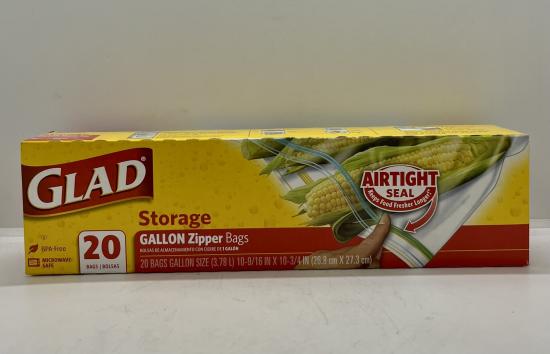 GLAD®
AIRTIGHT
SEAL
Keeps Food Fresher Longer!*
Storage
GALLON Zipper Bags
BOLSAS DE ALMACENAMIENTO CON CIERRE DE 1 GALÓN
20 BAGS GALLON SIZE (3.78 L) 10-9/16 IN X 10-3/4 IN (26.8 cm X 27.3 cm)
BPA-Free
MICROWAVE-
SAFE
20
BAGS | BOLSAS